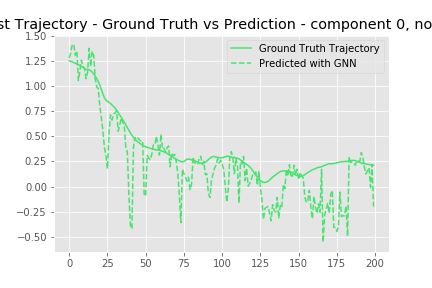 st Trajectory - Ground Truth vs Prediction - component 0, no
Ground Truth Trajectory
Predicted with GNN
1.50
1.25
1.00
0.75
0.50
0.25
0.00
−0.25
−0.50
0 25 50 75 100 125 150 175 200